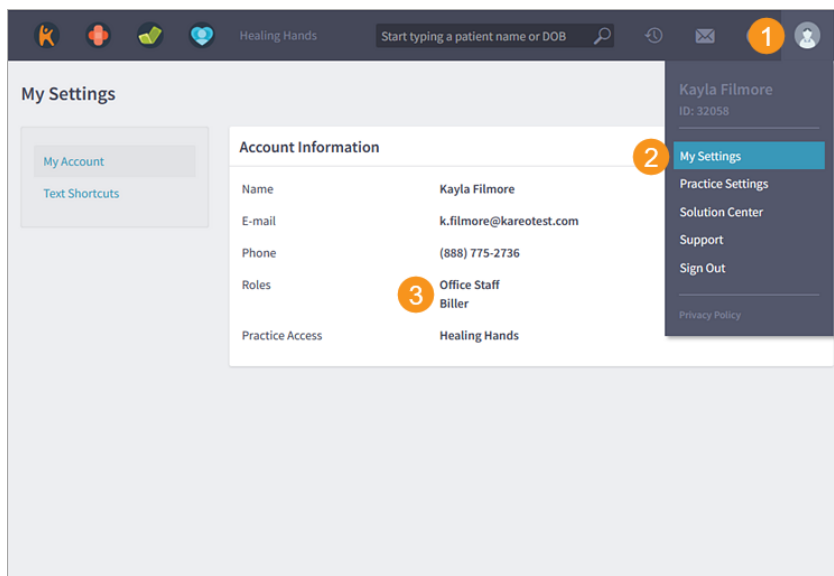 Healing Hands
Start typing a patient name or DOB
1
My Settings
Kayla Filmore
ID: 32058
My Account
Text Shortcuts
Account Information
Name Kayla Filmore
E-mail k.filmore@kareotest.com
Phone (888) 775-2736
Roles Office Staff
3
Biller
Practice Access Healing Hands
2
My Settings
Practice Settings
Solution Center
Support
Sign Out
Privacy Policy